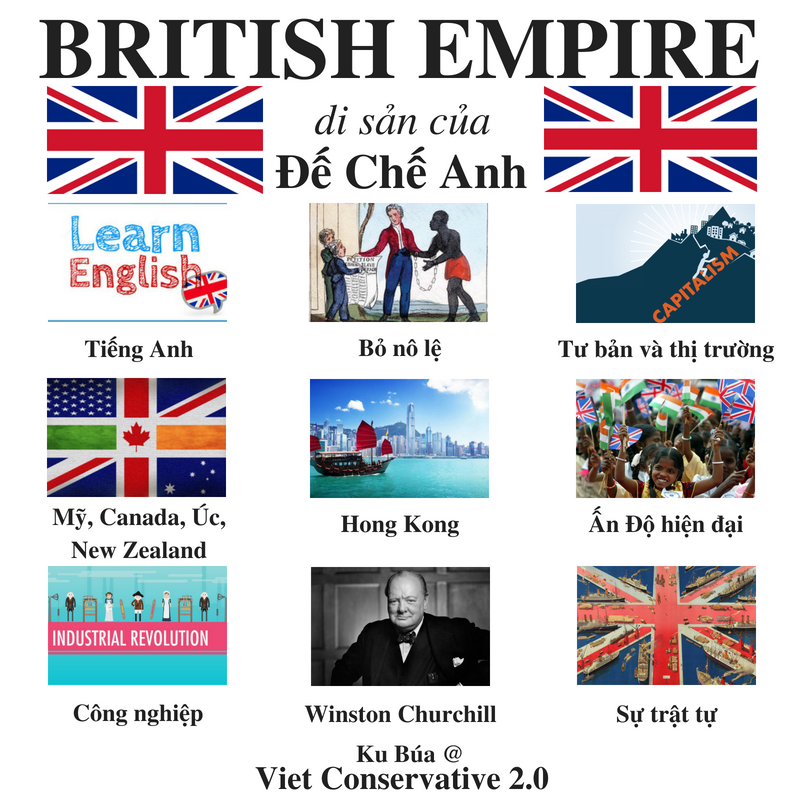 BRITISH EMPIRE
di sản của
Đế Chế Anh
Learn
English
CAPITALISM
Tiếng Anh
Bỏ nô lệ
Tư bản và thị trường
Mỹ, Canada, Úc,
New Zealand
Hong Kong
Ấn Độ hiện đại
INDUSTRIAL REVOLUTION
Công nghiệp
Winston Churchill
Sự trật tự
Ku Búa @
Viet Conservative 2.0